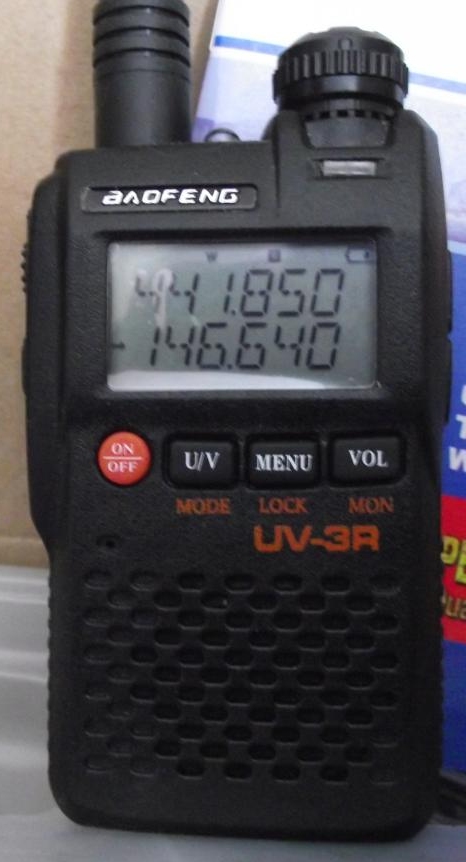 BAOFENG
441.850
-146.640
ON
OFF
U/V
MENU
VOL
MODE
LOCK
MON
UV-3R